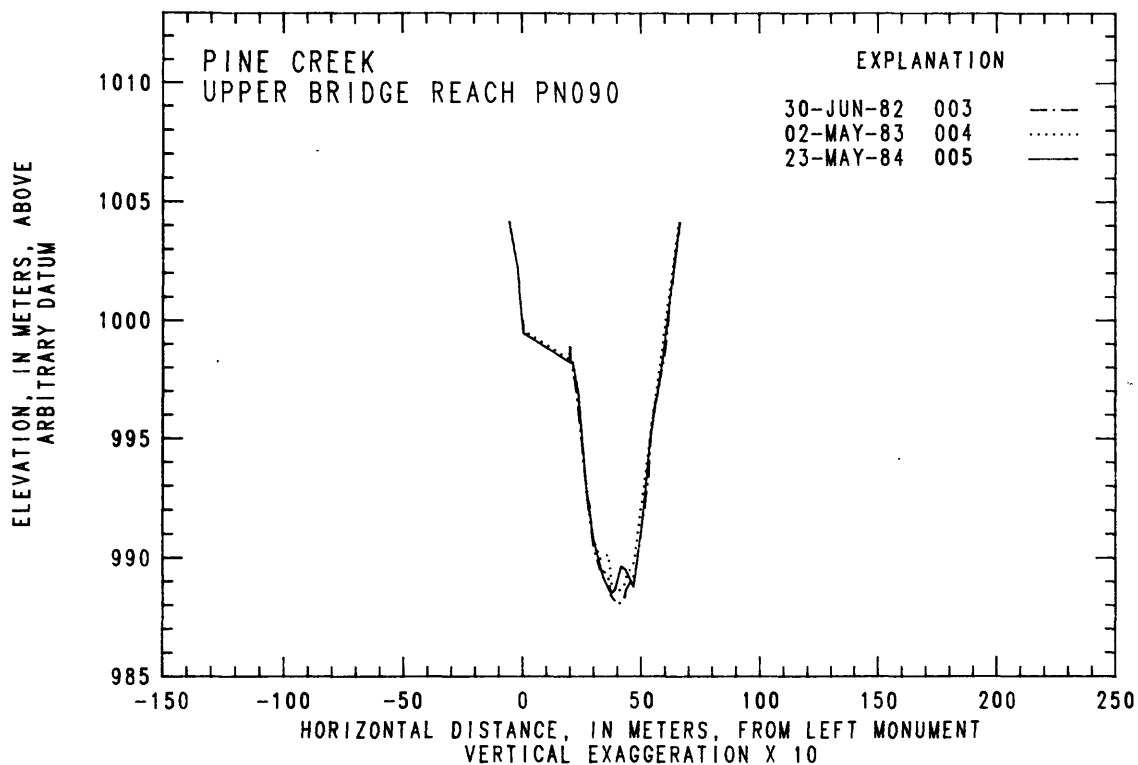 PINE CREEK
UPPER BRIDGE REACH PN090
EXPLANATION
30-JUN-82 003
02-MAY-83 004
23-MAY-84 005
1010
1005
1000
995
990
985
ELEVATION, IN METERS, ABOVE
ARBITRARY DATUM
-150 -100 -50 0 50 100 150 200 250
HORIZONTAL DISTANCE, IN METERS, FROM LEFT MONUMENT
VERTICAL EXAGGERATION X 10